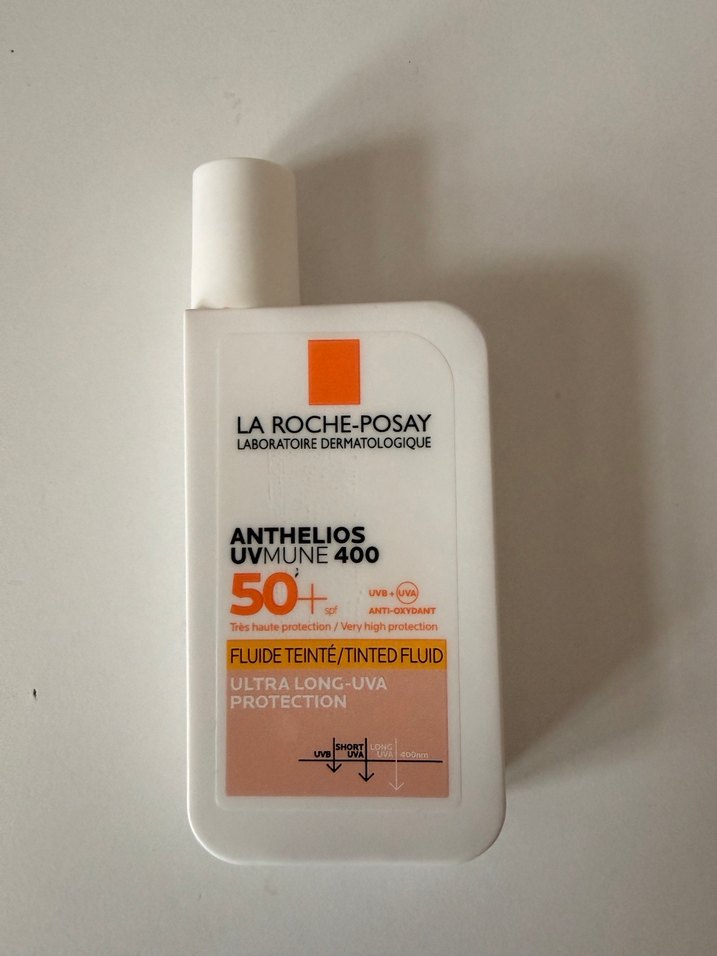 LA ROCHE-POSAY
LABORATOIRE DERMATOLOGIQUE
ANTHELIOS
UVMUNE 400
50+ spf
UVB + UVA
ANTI-OXYDANT
Très haute protection / Very high protection
FLUIDE TEINTÉ/TINTED FLUID
ULTRA LONG-UVA
PROTECTION
UVB SHORT UVA LONG UVA 400nm